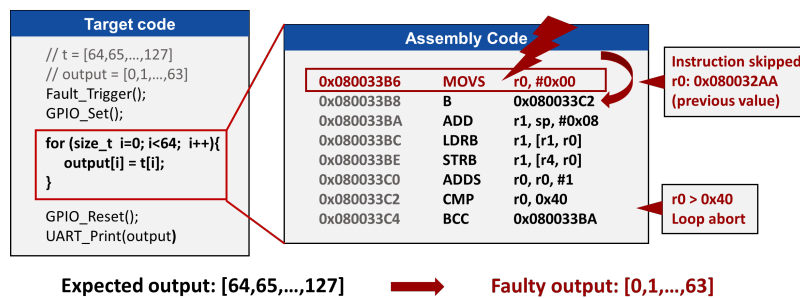 Target code
// t = [64,65,...,127]
// output = [0,1,...,63]
Fault_Trigger();
GPIO_Set();
for (size_t i=0; i<64; i++){
output[i] = t[i];
}
GPIO_Reset();
UART_Print(output)
Assembly Code
0x080033B6 MOVS r0, #0x00
0x080033B8 B 0x080033C2
0x080033BA ADD r1, sp, #0x08
0x080033BC LDRB r1, [r1, r0]
0x080033BE STRB r1, [r4, r0]
0x080033C0 ADDS r0, r0, #1
0x080033C2 CMP r0, 0x40
0x080033C4 BCC 0x080033BA
Instruction skipped
r0: 0x080032AA
(previous value)
r0 > 0x40
Loop abort
Expected output: [64,65,...,127]
Faulty output: [0,1,...,63]